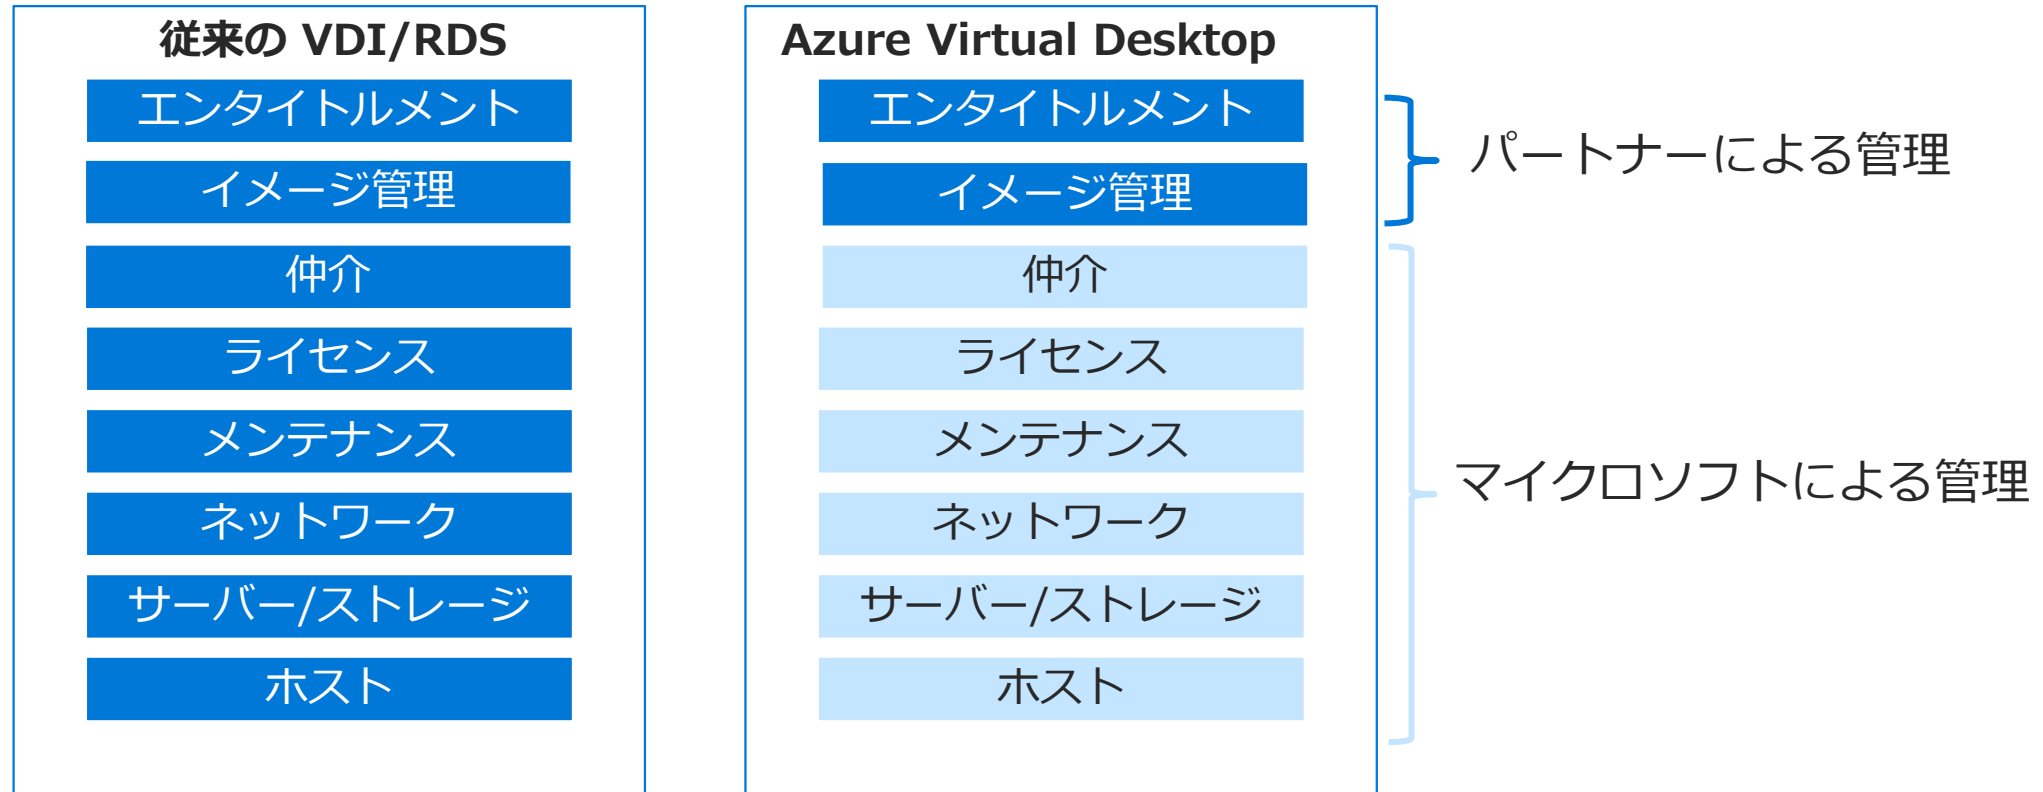 従来の VDI/RDS
エンタイトルメント
イメージ管理
仲介
ライセンス
メンテナンス
ネットワーク
サーバー/ストレージ
ホスト
Azure Virtual Desktop
エンタイトルメント
イメージ管理
仲介
ライセンス
メンテナンス
ネットワーク
サーバー/ストレージ
ホスト
パートナーによる管理
マイクロソフトによる管理